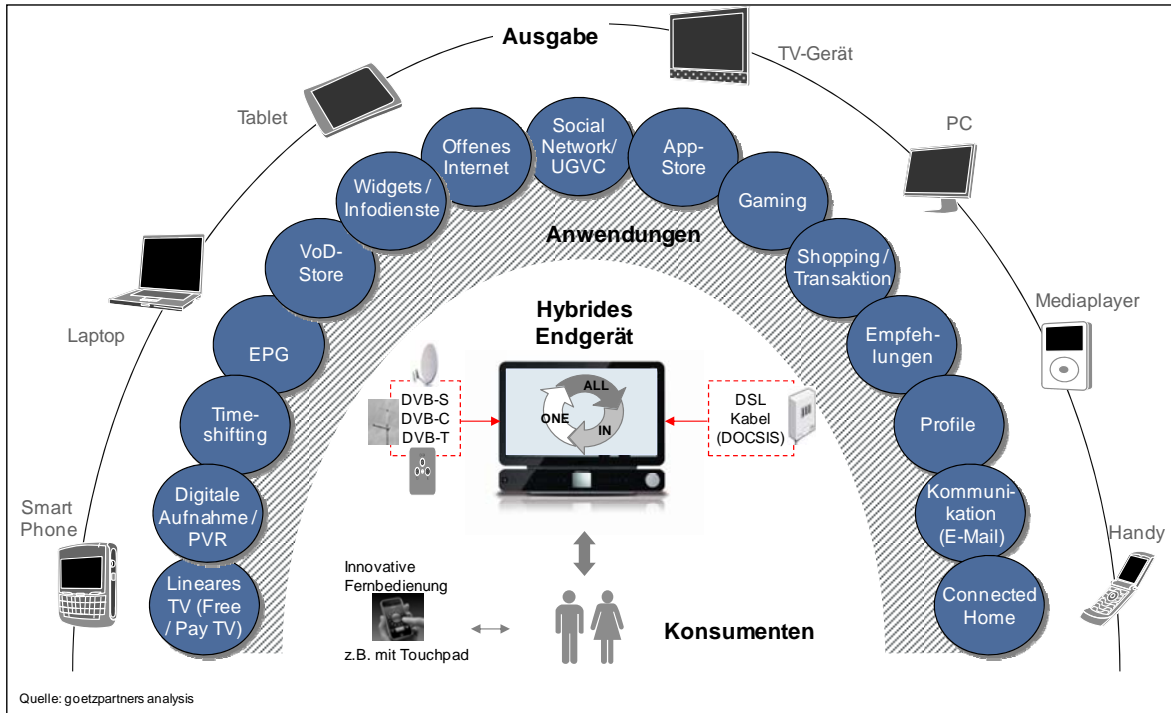 Ausgabe
TV-Gerät
Tablet
PC
Laptop
Mediaplayer
Smart
Phone
Handy
Lineares
TV (Free
/ Pay TV)
Digitale
Aufnahme /
PVR
Time-
shifting
EPG
VoD-
Store
Widgets /
Infodienste
Offenes
Internet
Social
Network/
UGVC
App-
Store
Gaming
Shopping /
Transaktion
Empfeh-
lungen
Profile
Kommuni-
kation
(E-Mail)
Connected
Home
Anwendungen
Hybrides
Endgerät
DVB-S
DVB-C
DVB-T
ALL
IN
ONE
DSL
Kabel
(DOCSIS)
Innovative
Fernbedienung
z.B. mit Touchpad
Konsumenten
Quelle: goetzpartners analysis